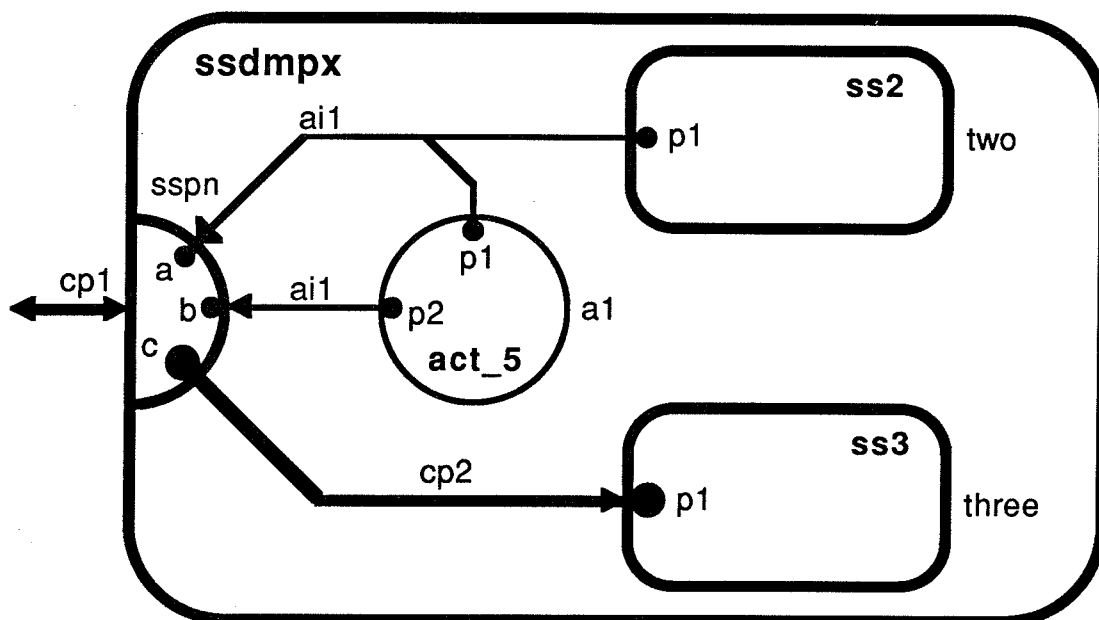 ssdmpx
ss2
ai1
p1
two
sspn
a
p1
cp1
ai1
b
p2
a1
c
act_5
ss3
cp2
p1
three